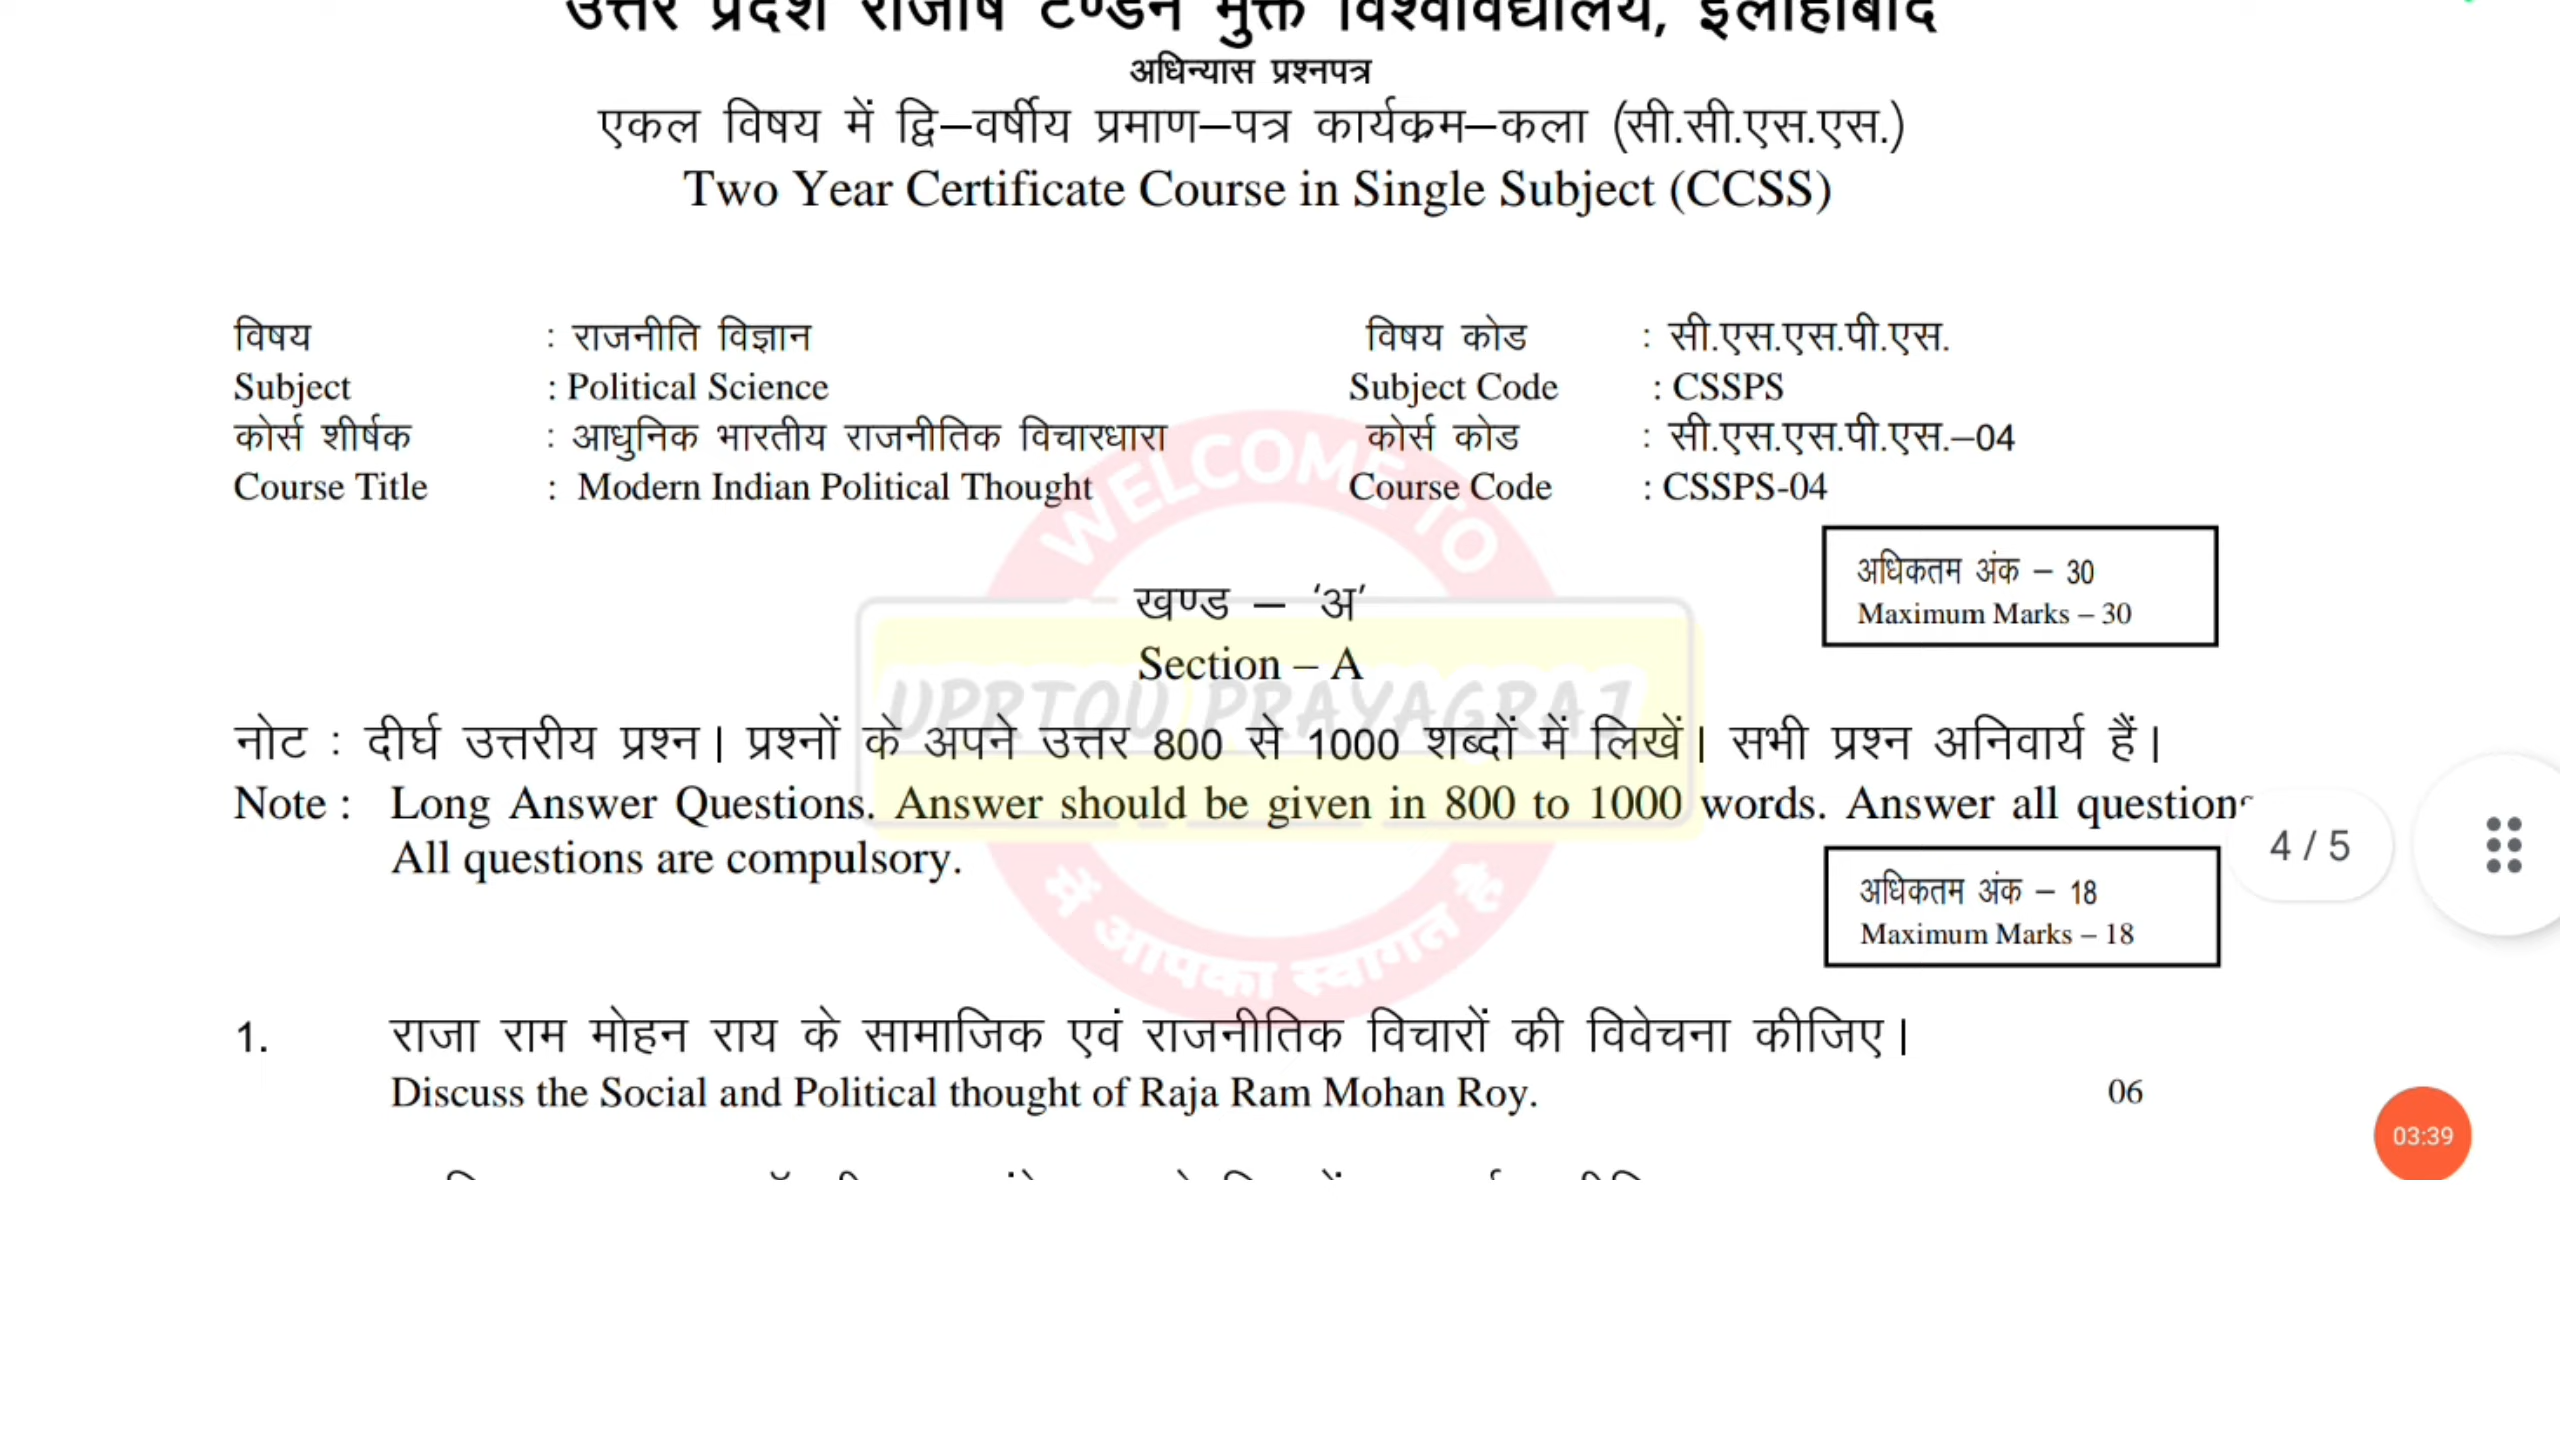 उत्तर प्रदेश राजर्षि टण्डन मुक्त विश्वविद्यालय, इलाहाबाद
अधिन्यास प्रश्नपत्र
एकल विषय में द्वि–वर्षीय प्रमाण–पत्र कार्यक्रम–कला (सी.सी.एस.एस.)
Two Year Certificate Course in Single Subject (CCSS)
विषय : राजनीति विज्ञान विषय कोड : सी.एस.एस.पी.एस.
Subject : Political Science Subject Code : CSSPS
कोर्स शीर्षक : आधुनिक भारतीय राजनीतिक विचारधारा कोर्स कोड : सी.एस.एस.पी.एस.–04
Course Title : Modern Indian Political Thought Course Code : CSSPS-04
WELCOME TO
अधिकतम अंक – 30
Maximum Marks – 30
खण्ड – ‘अ’
Section – A
UPRTOU PRAYAGRAJ
नोट : दीर्घ उत्तरीय प्रश्न। प्रश्नों के अपने उत्तर 800 से 1000 शब्दों में लिखें। सभी प्रश्न अनिवार्य हैं।
Note : Long Answer Questions. Answer should be given in 800 to 1000 words. Answer all questions
All questions are compulsory.
4 / 5
में आपका स्वागत है
अधिकतम अंक – 18
Maximum Marks – 18
1. राजा राम मोहन राय के सामाजिक एवं राजनीतिक विचारों की विवेचना कीजिए।
Discuss the Social and Political thought of Raja Ram Mohan Roy. 06
03:39